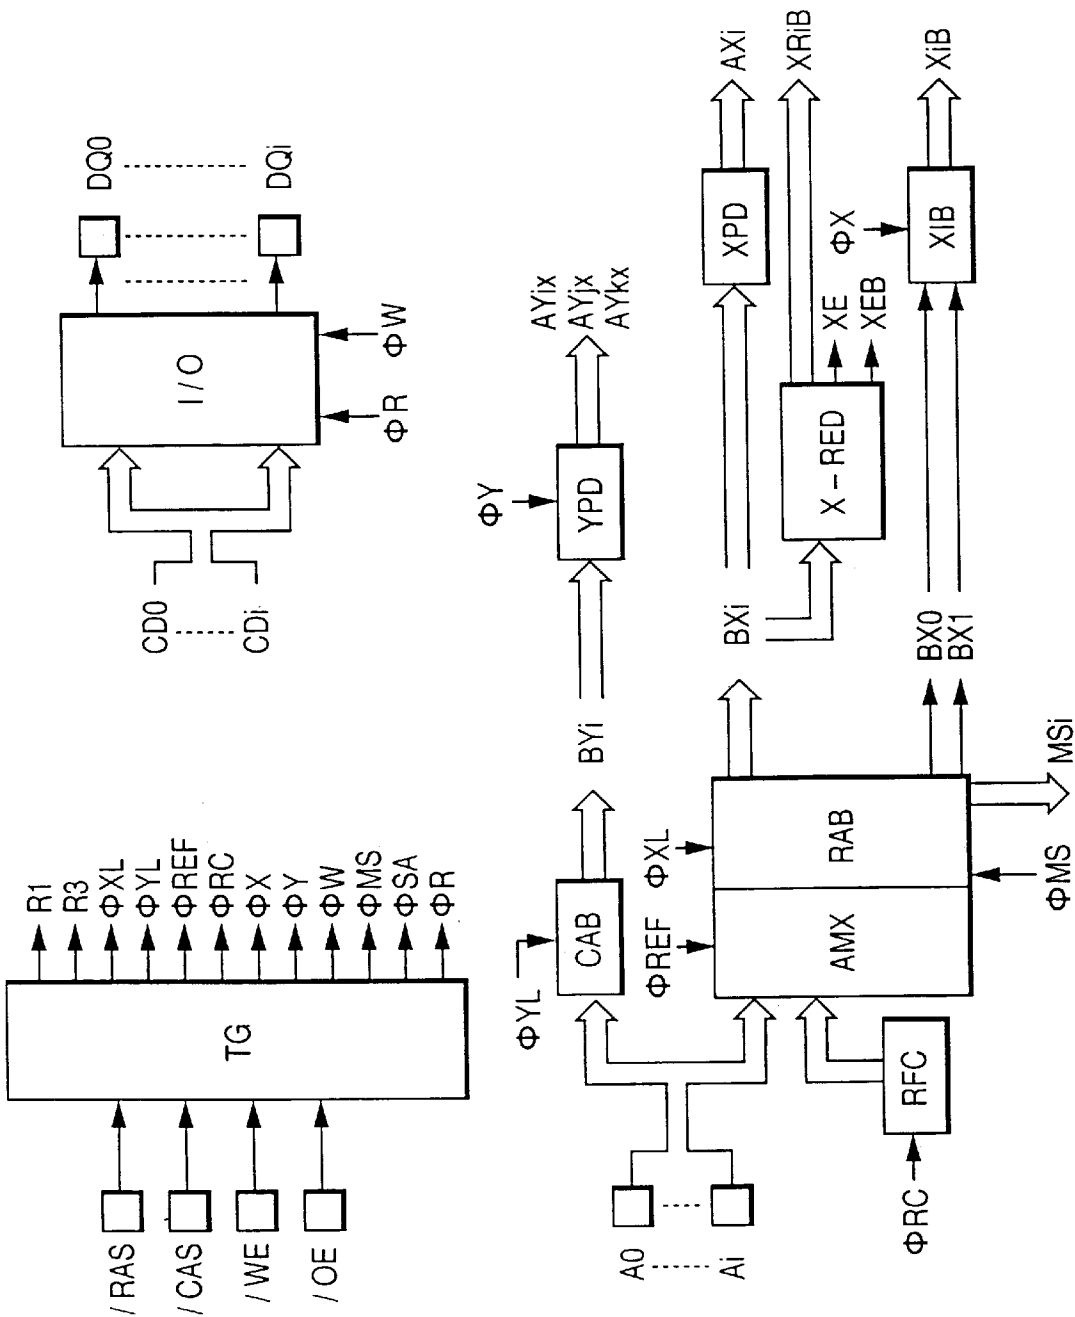 /RAS
/CAS
/WE
/OE
TG
R1
R3
ΦXL
ΦYL
ΦREF
ΦRC
ΦX
ΦY
ΦW
ΦMS
ΦSA
ΦR
CD0
CDi
I/O
ΦR
ΦW
DQ0
DQi
A0
Ai
ΦYL
CAB
BYi
ΦY
YPD
AYix
AYjx
AYkx
ΦRC
RFC
ΦREF
ΦXL
AMX
RAB
ΦMS
MSi
BXi
BX0
BX1
XPD
AXi
X-RED
XRiB
XE
XEB
ΦX
XIB
XiB